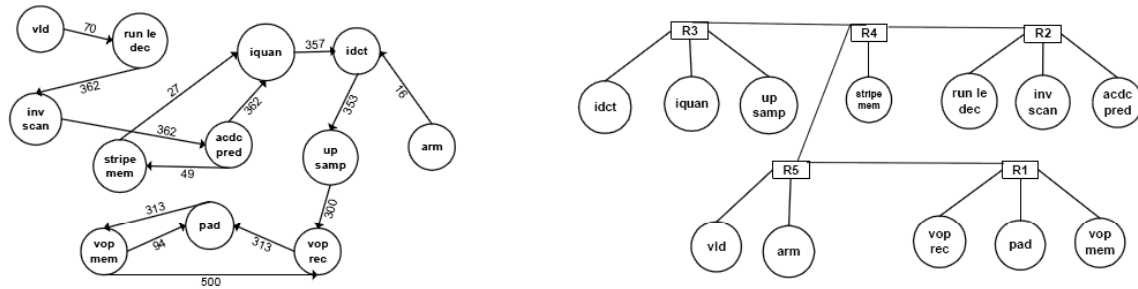 vld
70
run le
dec
362
inv
scan
362
27
iquan
357
idct
362
353
16
acdc
pred
stripe
mem
49
up
samp
arm
300
313
pad
94
313
vop
mem
vop
rec
500
R3
R4
R2
idct
iquan
up
samp
stripe
mem
run le
dec
inv
scan
acdc
pred
R5
R1
vld
arm
vop
rec
pad
vop
mem